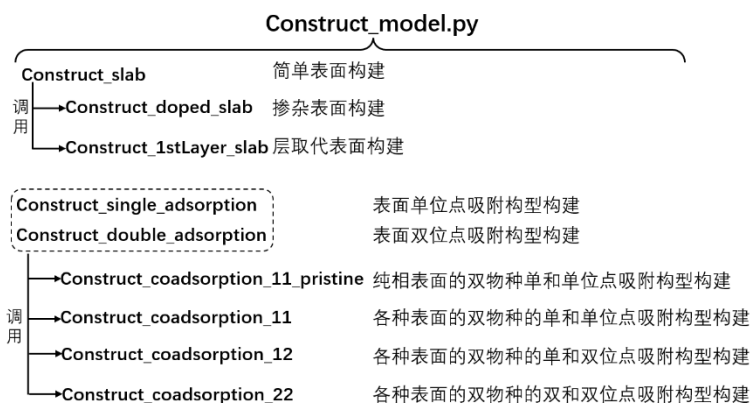 Construct_model.py
Construct_slab 简单表面构建
调用
Construct_doped_slab 掺杂表面构建
Construct_1stLayer_slab 层取代表面构建
Construct_single_adsorption 表面单位点吸附构型构建
Construct_double_adsorption 表面双位点吸附构型构建
调用
Construct_coadsorption_11_pristine 纯相表面的双物种单和单位点吸附构型构建
Construct_coadsorption_11 各种表面的双物种的单和单位点吸附构型构建
Construct_coadsorption_12 各种表面的双物种的单和双位点吸附构型构建
Construct_coadsorption_22 各种表面的双物种的双和双位点吸附构型构建